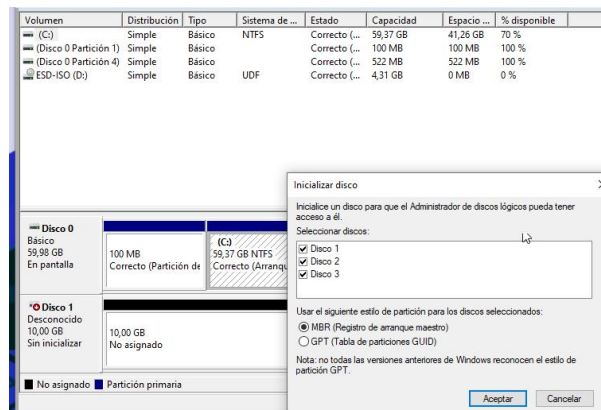 Volumen Distribución Tipo Sistema de ... Estado Capacidad Espacio ... % disponible
(C:) Simple Básico NTFS Correcto (... 59,37 GB 41,26 GB 70 %
(Disco 0 Partición 1) Simple Básico Correcto (... 100 MB 100 MB 100 %
(Disco 0 Partición 4) Simple Básico Correcto (... 522 MB 522 MB 100 %
ESD-ISO (D:) Simple Básico UDF Correcto (... 4,31 GB 0 MB 0 %
Disco 0
Básico
59,98 GB
En pantalla
100 MB
Correcto (Partición de
(C:)
59,37 GB NTFS
Correcto (Arranqu
Disco 1
Desconocido
10,00 GB
Sin inicializar
10,00 GB
No asignado
No asignado Partición primaria
Inicializar disco
Inicialice un disco para que el Administrador de discos lógicos pueda tener
acceso a él.
Seleccionar discos:
Disco 1
Disco 2
Disco 3
Usar el siguiente estilo de partición para los discos seleccionados:
MBR (Registro de arranque maestro)
GPT (Tabla de particiones GUID)
Nota: no todas las versiones anteriores de Windows reconocen el estilo de
partición GPT.
Aceptar Cancelar